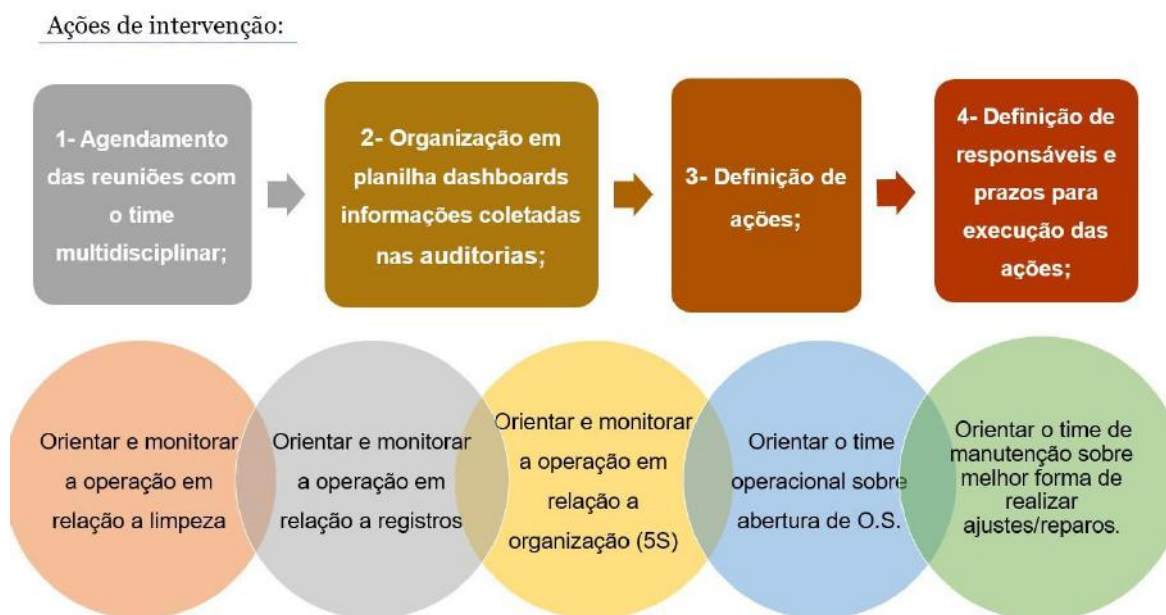 Ações de intervenção:
1- Agendamento
das reuniões com
o time
multidisciplinar;
2- Organização em
planilha dashboards
informações coletadas
nas auditorias;
3- Definição de
ações;
4- Definição de
responsáveis e
prazos para
execução das
ações;
Orientar e monitorar
a operação em
relação a limpeza
Orientar e monitorar
a operação em
relação a registros
Orientar e monitorar
a operação em
relação a
organização (5S)
Orientar o time
operacional sobre
abertura de O.S.
Orientar o time de
manutenção sobre
melhor forma de
realizar
ajustes/reparos.